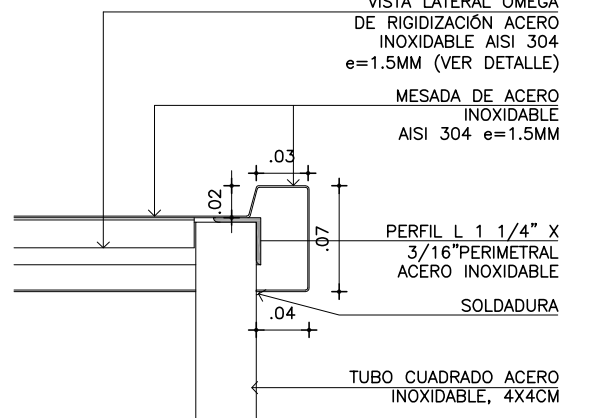 VISTA LATERAL OMEGA
DE RIGIDIZACIÓN ACERO
INOXIDABLE AISI 304
e=1.5MM (VER DETALLE)
MESADA DE ACERO
INOXIDABLE
AISI 304 e=1.5MM
.03
.02
.07
PERFIL L 1 1/4” X
3/16”PERIMETRAL
ACERO INOXIDABLE
SOLDADURA
.04
TUBO CUADRADO ACERO
INOXIDABLE, 4X4CM